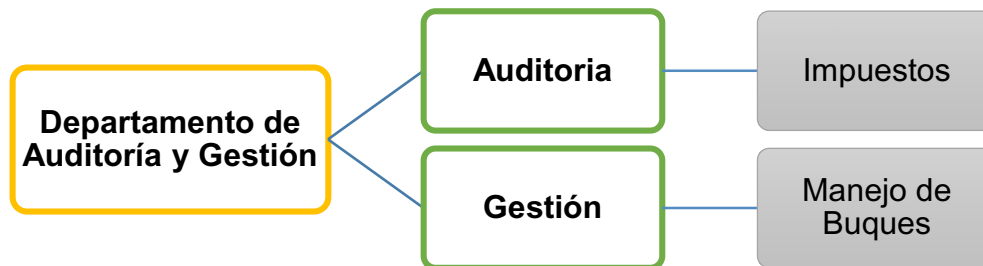 Departamento de
Auditoría y Gestión
Auditoria
Impuestos
Gestión
Manejo de
Buques